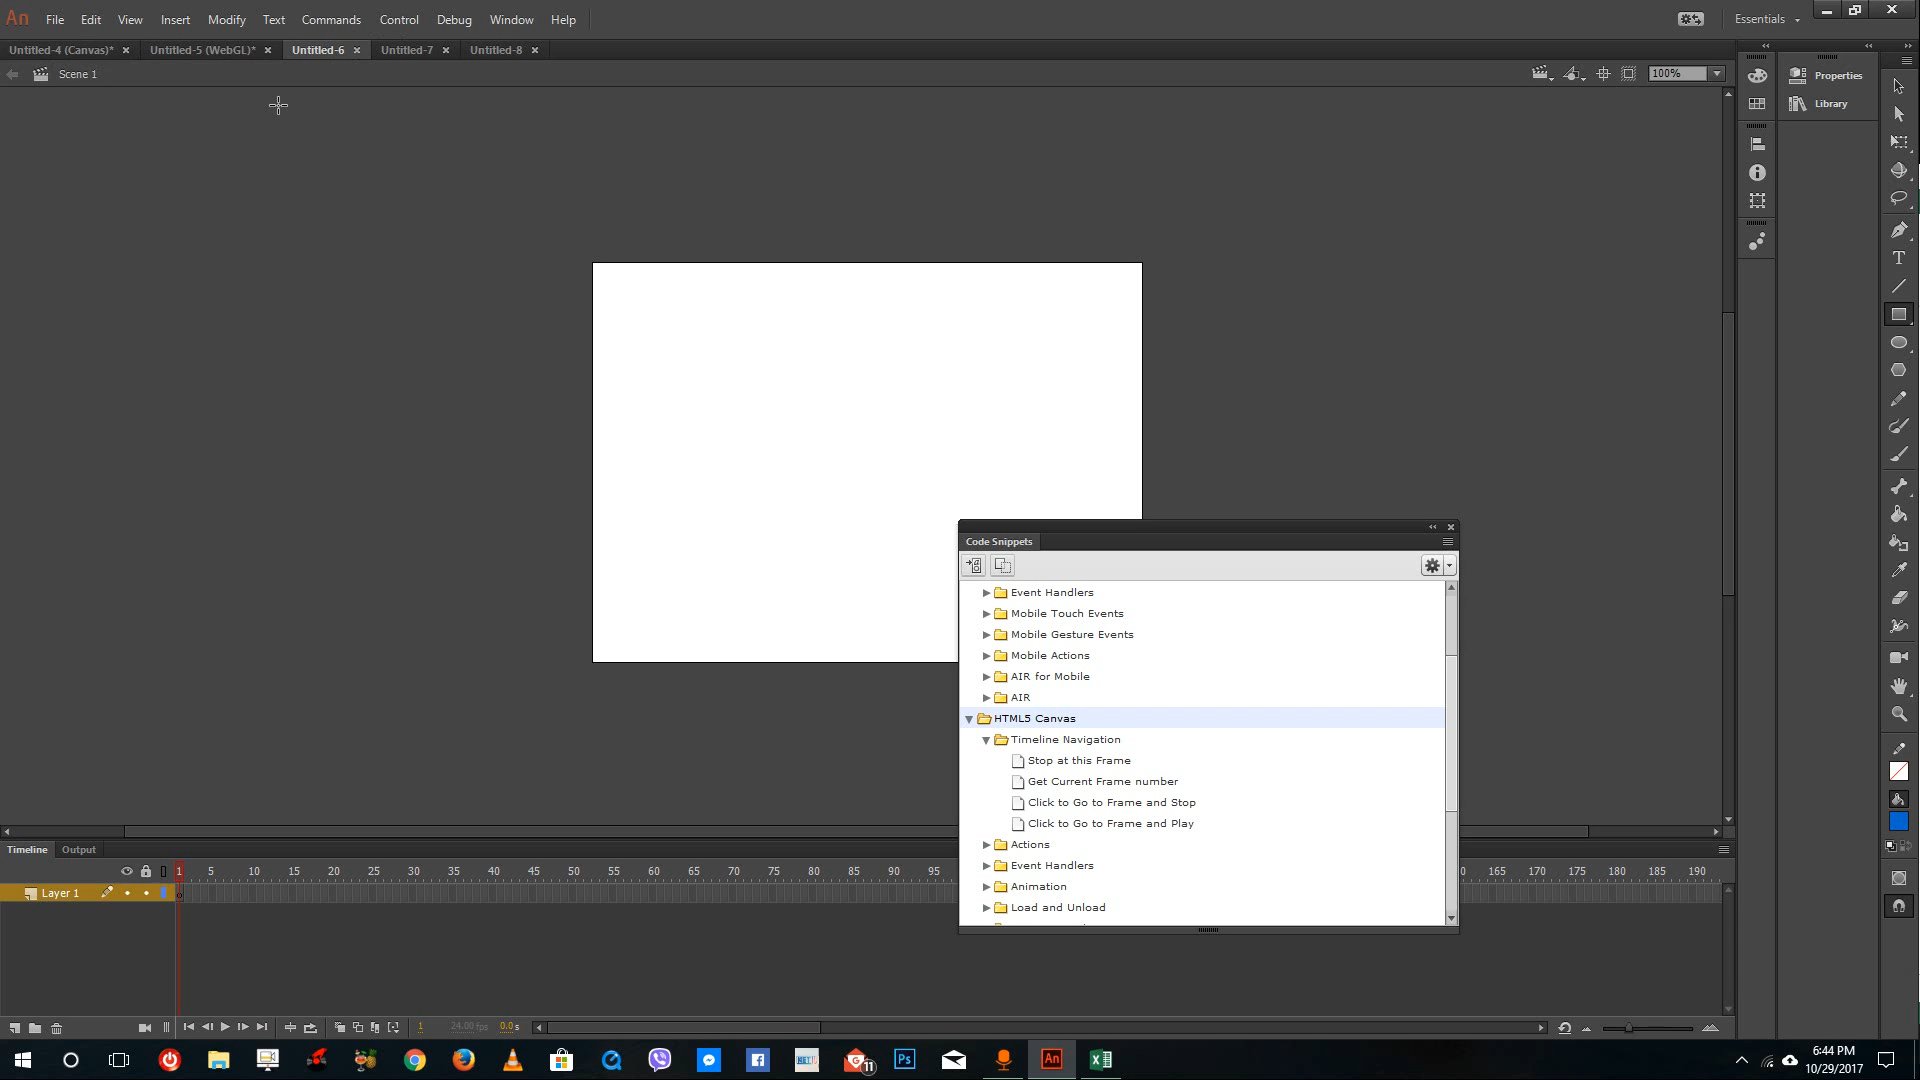 An File Edit View Insert Modify Text Commands Control Debug Window Help Essentials
Untitled-4 (Canvas)* Untitled-5 (WebGL)* Untitled-6 Untitled-7 Untitled-8
Scene 1 100%
Properties
Library
T
Code Snippets
Event Handlers
Mobile Touch Events
Mobile Gesture Events
Mobile Actions
AIR for Mobile
AIR
HTML5 Canvas
Timeline Navigation
Stop at this Frame
Get Current Frame number
Click to Go to Frame and Stop
Click to Go to Frame and Play
Actions
Event Handlers
Animation
Load and Unload
Timeline Output
1 5 10 15 20 25 30 35 40 45 50 55 60 65 70 75 80 85 90 95 165 170 175 180 185 190
Layer 1
1 24.00 fps 0.0 s
11 Ps An
6:44 PM
10/29/2017